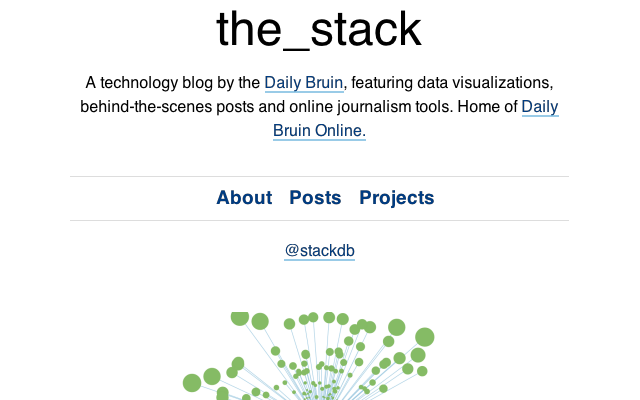 the_stack
A technology blog by the Daily Bruin, featuring data visualizations,
behind-the-scenes posts and online journalism tools. Home of Daily
Bruin Online.
About Posts Projects
@stackdb